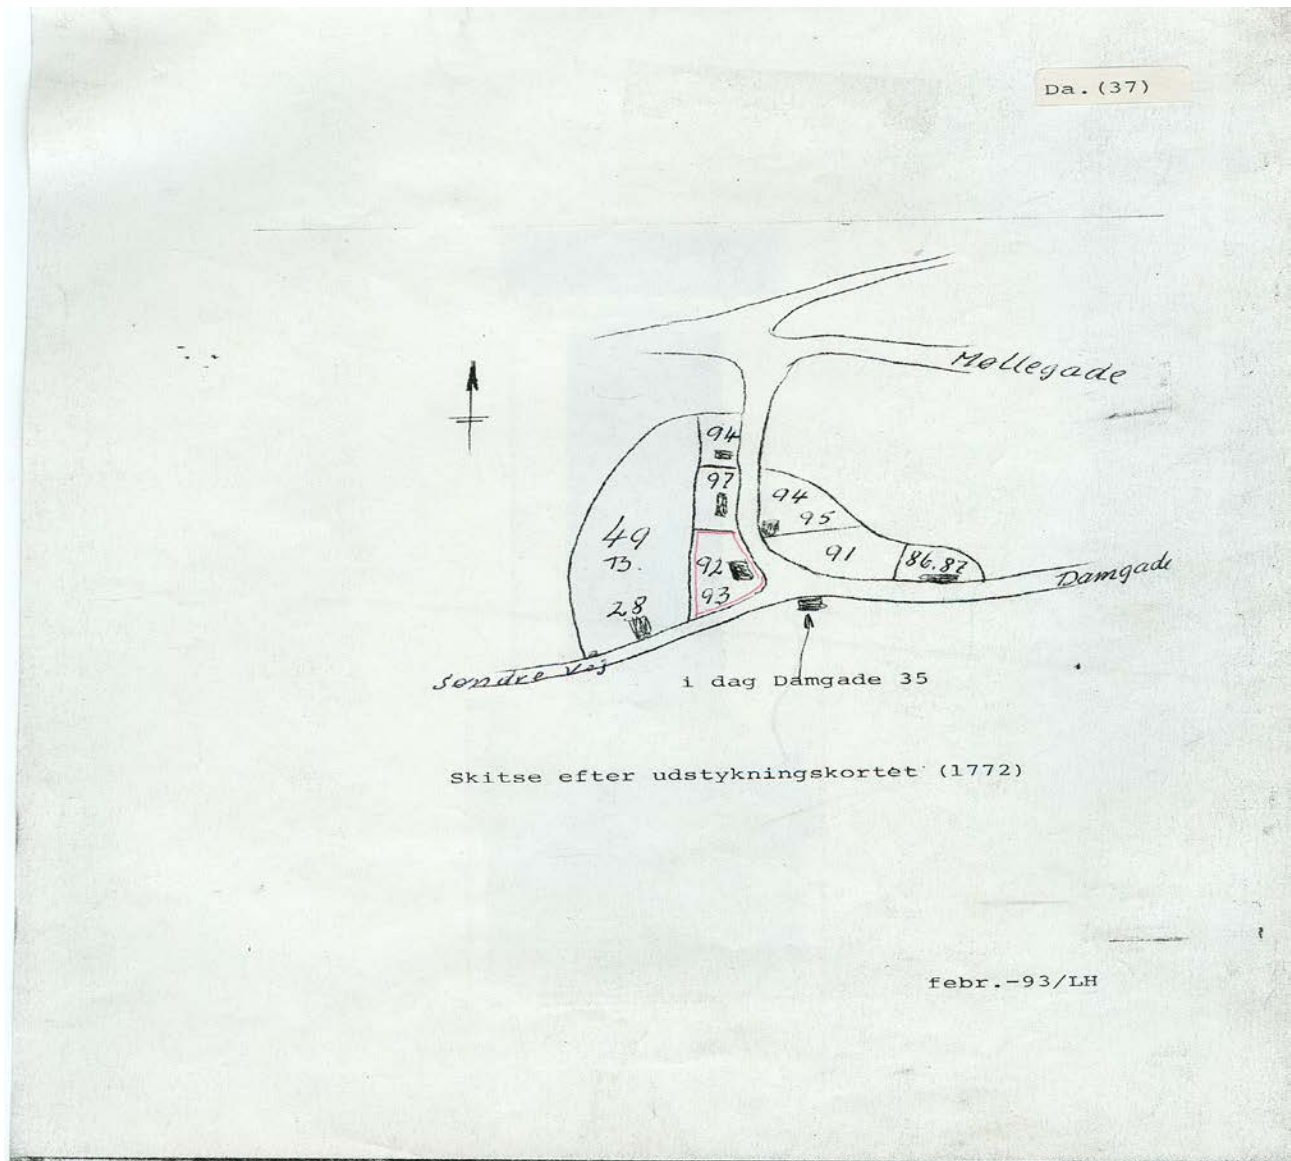 Da.(37)
Møllegade
94
97
94
95
49
TB.
92
93
91
86.87
28
Damgade
Søndre Vej
i dag Damgade 35
Skitse efter udstykningskortet (1772)
febr.-93/LH